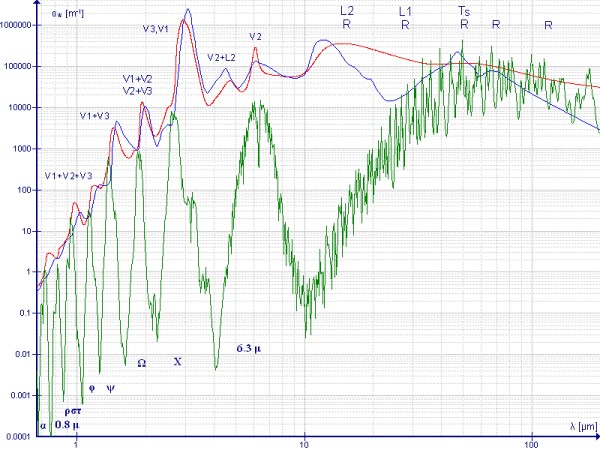 αw [m⁻¹]
L2 L1 Ts
R R R R R
V3,V1
V2
V2+L2
V1+V2
V2+V3
V1+V3
V1+V2+V3
1000000
100000
10000
1000
100
10
1
0.1
0.01
0.001
0.0001
6.3 μ
Ω X
φ ψ
ρστ
α 0.8 μ
λ [μm]
1 10 100